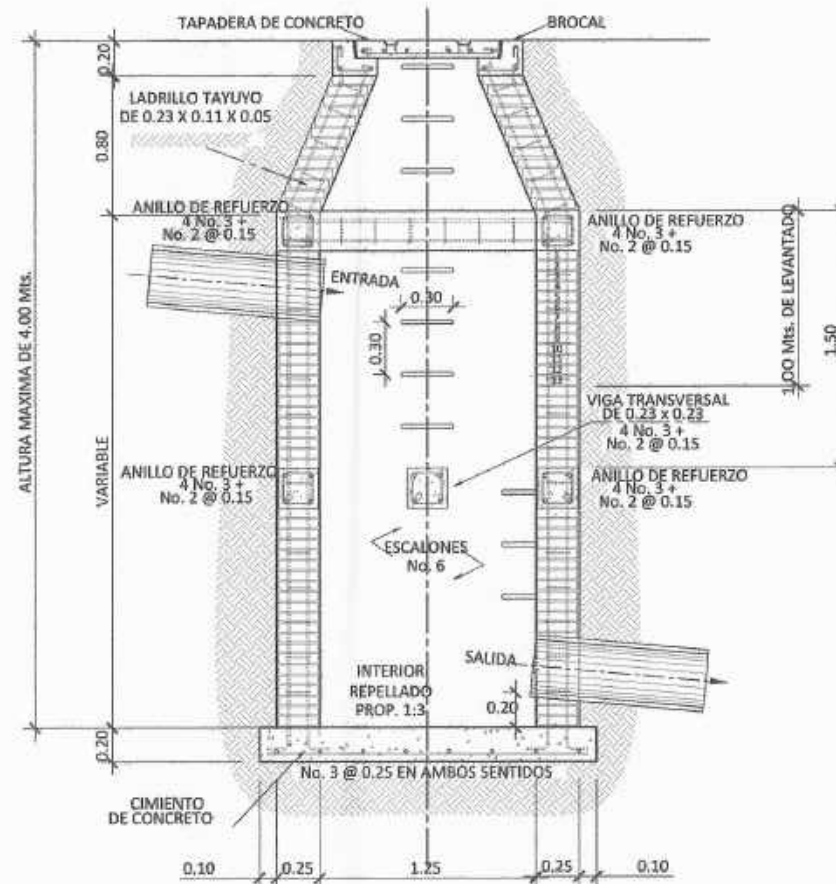 TAPADERA DE CONCRETO
BROCAL
0.20
LADRILLO TAYUYO
DE 0.23 X 0.11 X 0.05
0.80
ANILLO DE REFUERZO
4 No. 3 +
No. 2 @ 0.15
ANILLO DE REFUERZO
4 No. 3 +
No. 2 @ 0.15
ENTRADA
0.30
0.30
ALTURA MAXIMA DE 4.00 Mts.
VARIABLE
1.00 Mts. DE LEVANTADO
1.50
VIGA TRANSVERSAL
DE 0.23 x 0.23
4 No. 3 +
No. 2 @ 0.15
ANILLO DE REFUERZO
4 No. 3 +
No. 2 @ 0.15
ANILLO DE REFUERZO
4 No. 3 +
No. 2 @ 0.15
ESCALONES
No. 6
SALIDA
INTERIOR
REPELLADO
PROP. 1:3
0.20
0.20
No. 3 @ 0.25 EN AMBOS SENTIDOS
CIMIENTO
DE CONCRETO
0.10
0.25
1.25
0.25
0.10